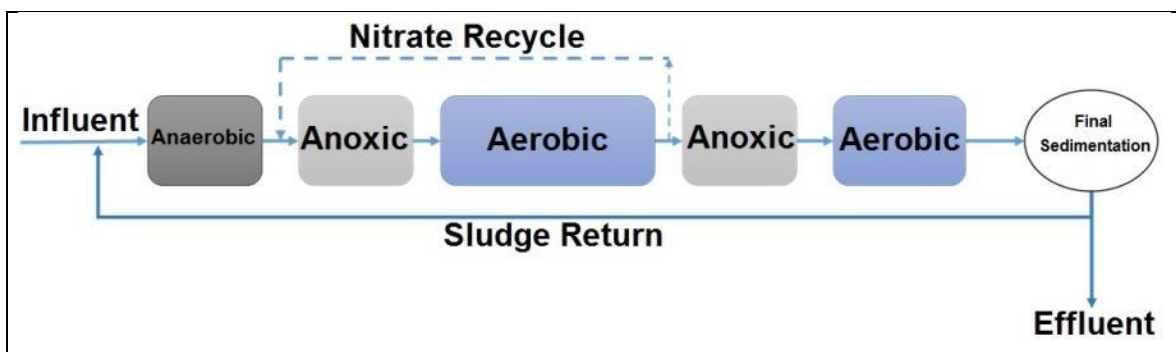 Nitrate Recycle
Influent
Anaerobic
Anoxic
Aerobic
Anoxic
Aerobic
Final
Sedimentation
Sludge Return
Effluent